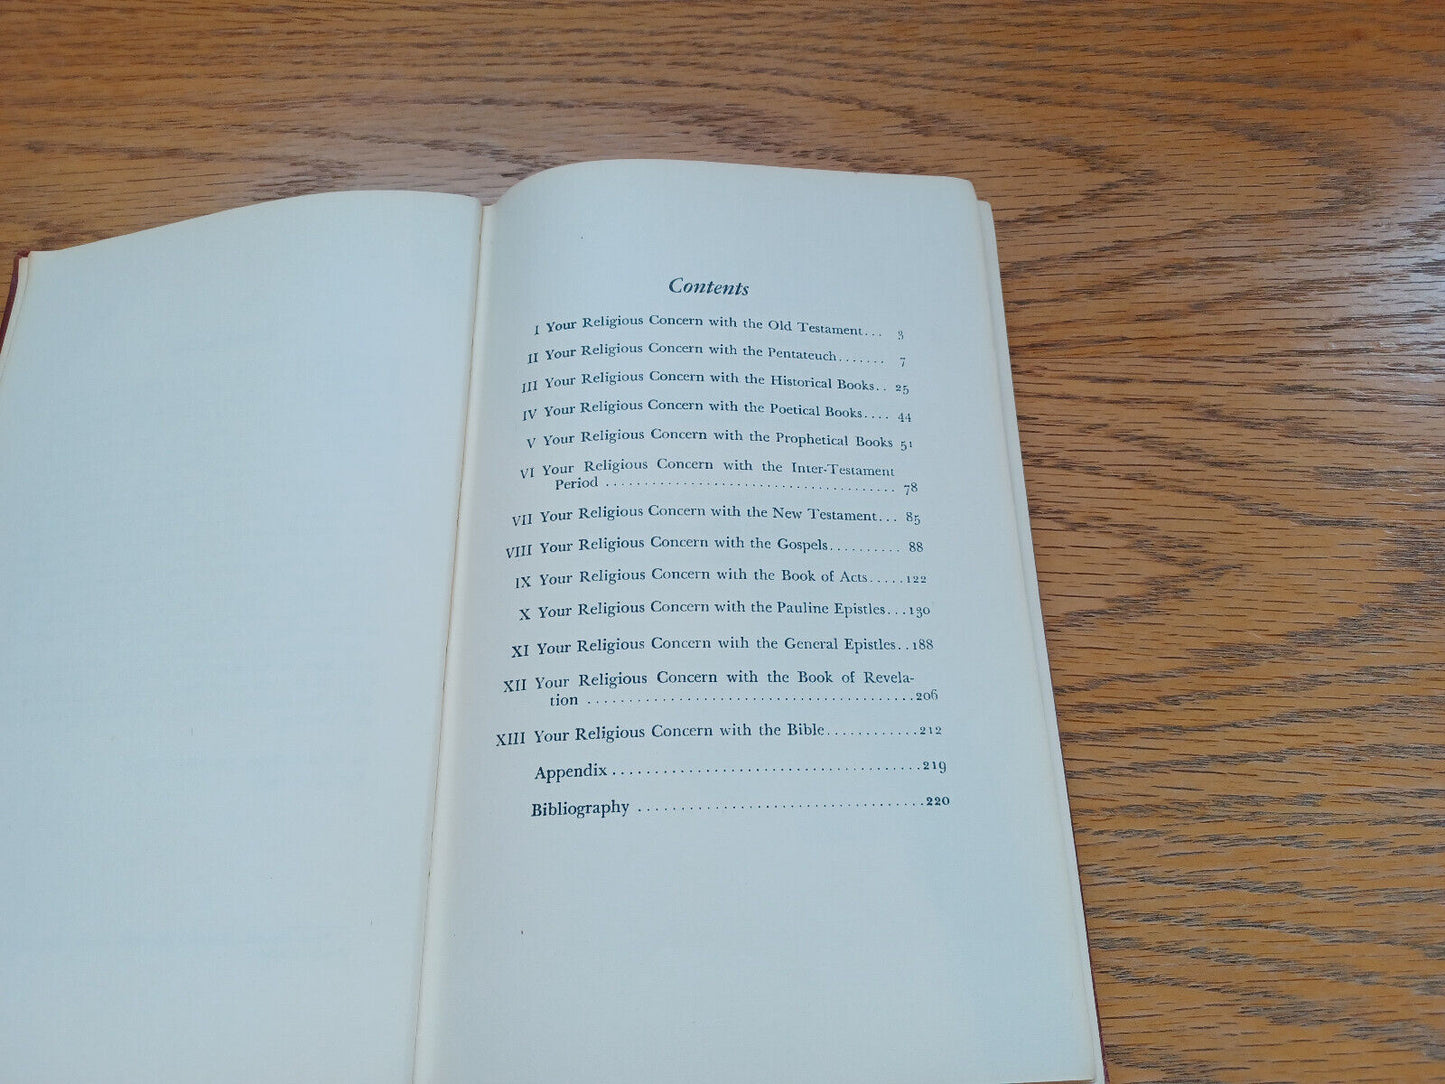 Contents
I Your Religious Concern with the Old Testament... 3
II Your Religious Concern with the Pentateuch....... 7
III Your Religious Concern with the Historical Books.. 25
IV Your Religious Concern with the Poetical Books.... 44
V Your Religious Concern with the Prophetical Books 51
VI Your Religious Concern with the Inter-Testament
Period ...................................... 78
VII Your Religious Concern with the New Testament... 85
VIII Your Religious Concern with the Gospels.......... 88
IX Your Religious Concern with the Book of Acts.....122
X Your Religious Concern with the Pauline Epistles...130
XI Your Religious Concern with the General Epistles..188
XII Your Religious Concern with the Book of Revela-
tion .......................................206
XIII Your Religious Concern with the Bible............212
Appendix.....................................219
Bibliography ..................................220